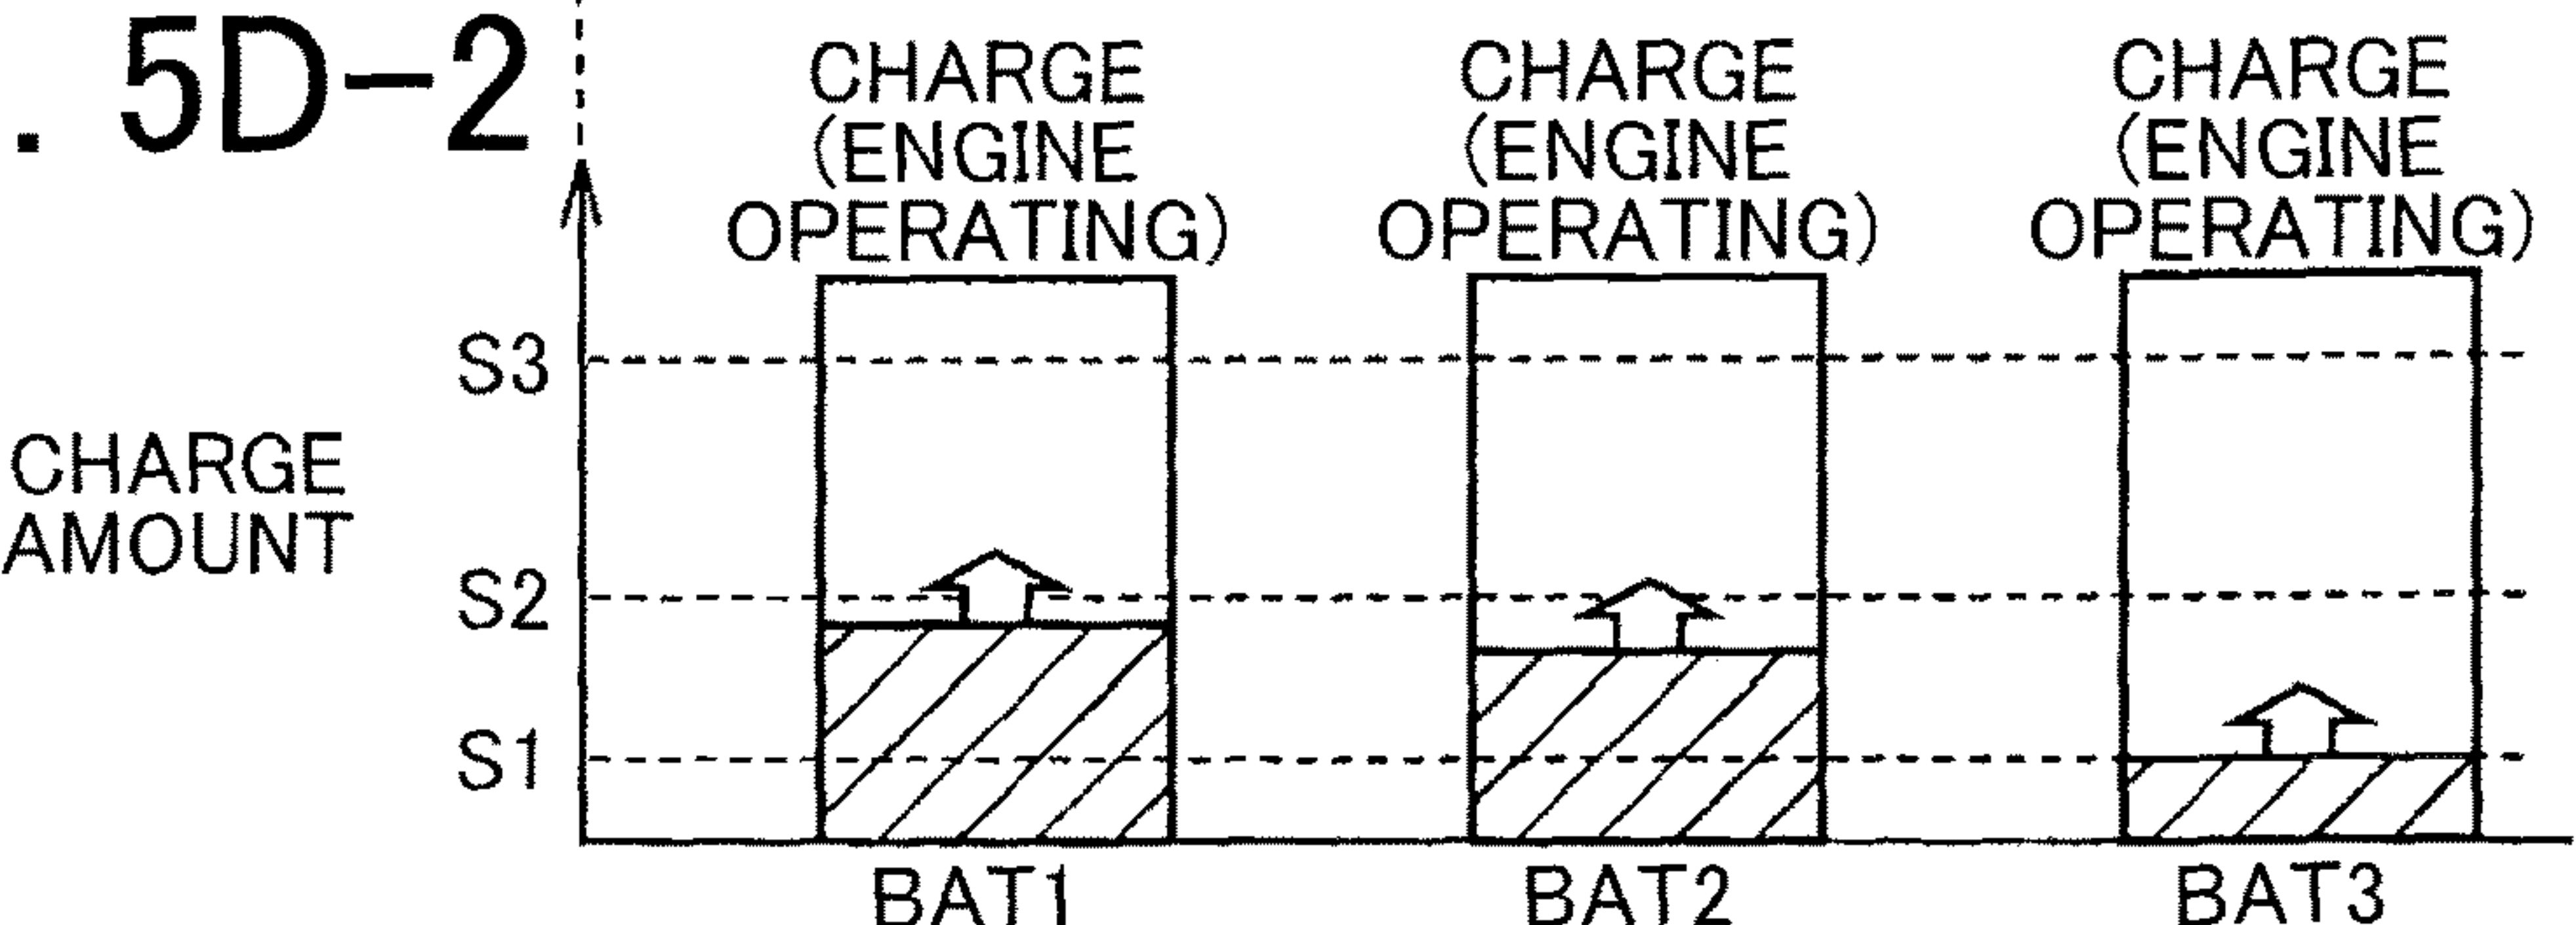 . 5D-2
CHARGE
(ENGINE
OPERATING)
CHARGE
(ENGINE
OPERATING)
CHARGE
(ENGINE
OPERATING)
CHARGE
AMOUNT
S3
S2
S1
BAT1
BAT2
BAT3